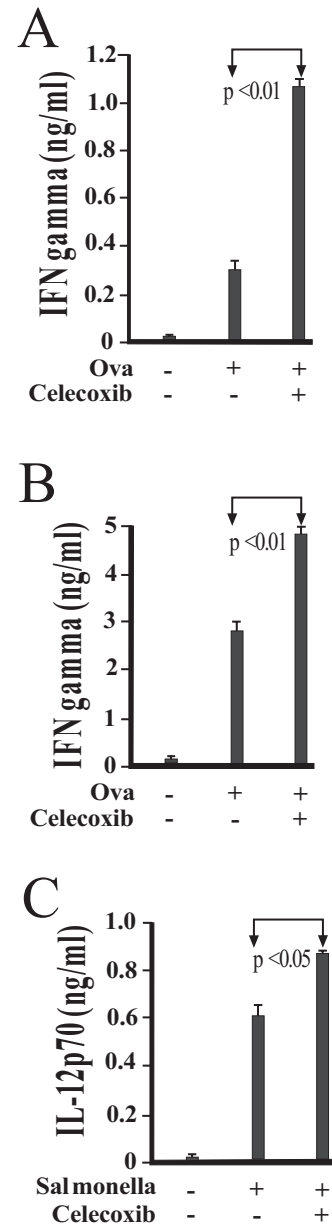 A
IFN gamma (ng/ml)
1.2
1.0
0.8
0.6
0.4
0.2
0
p <0.01
Ova - + +
Celecoxib - - +
B
IFN gamma (ng/ml)
5
4
3
2
1
0
p <0.01
Ova - + +
Celecoxib - - +
C
IL-12p70 (ng/ml)
1.0
0.8
0.6
0.4
0.2
0
p <0.05
Salmonella - + +
Celecoxib - - +